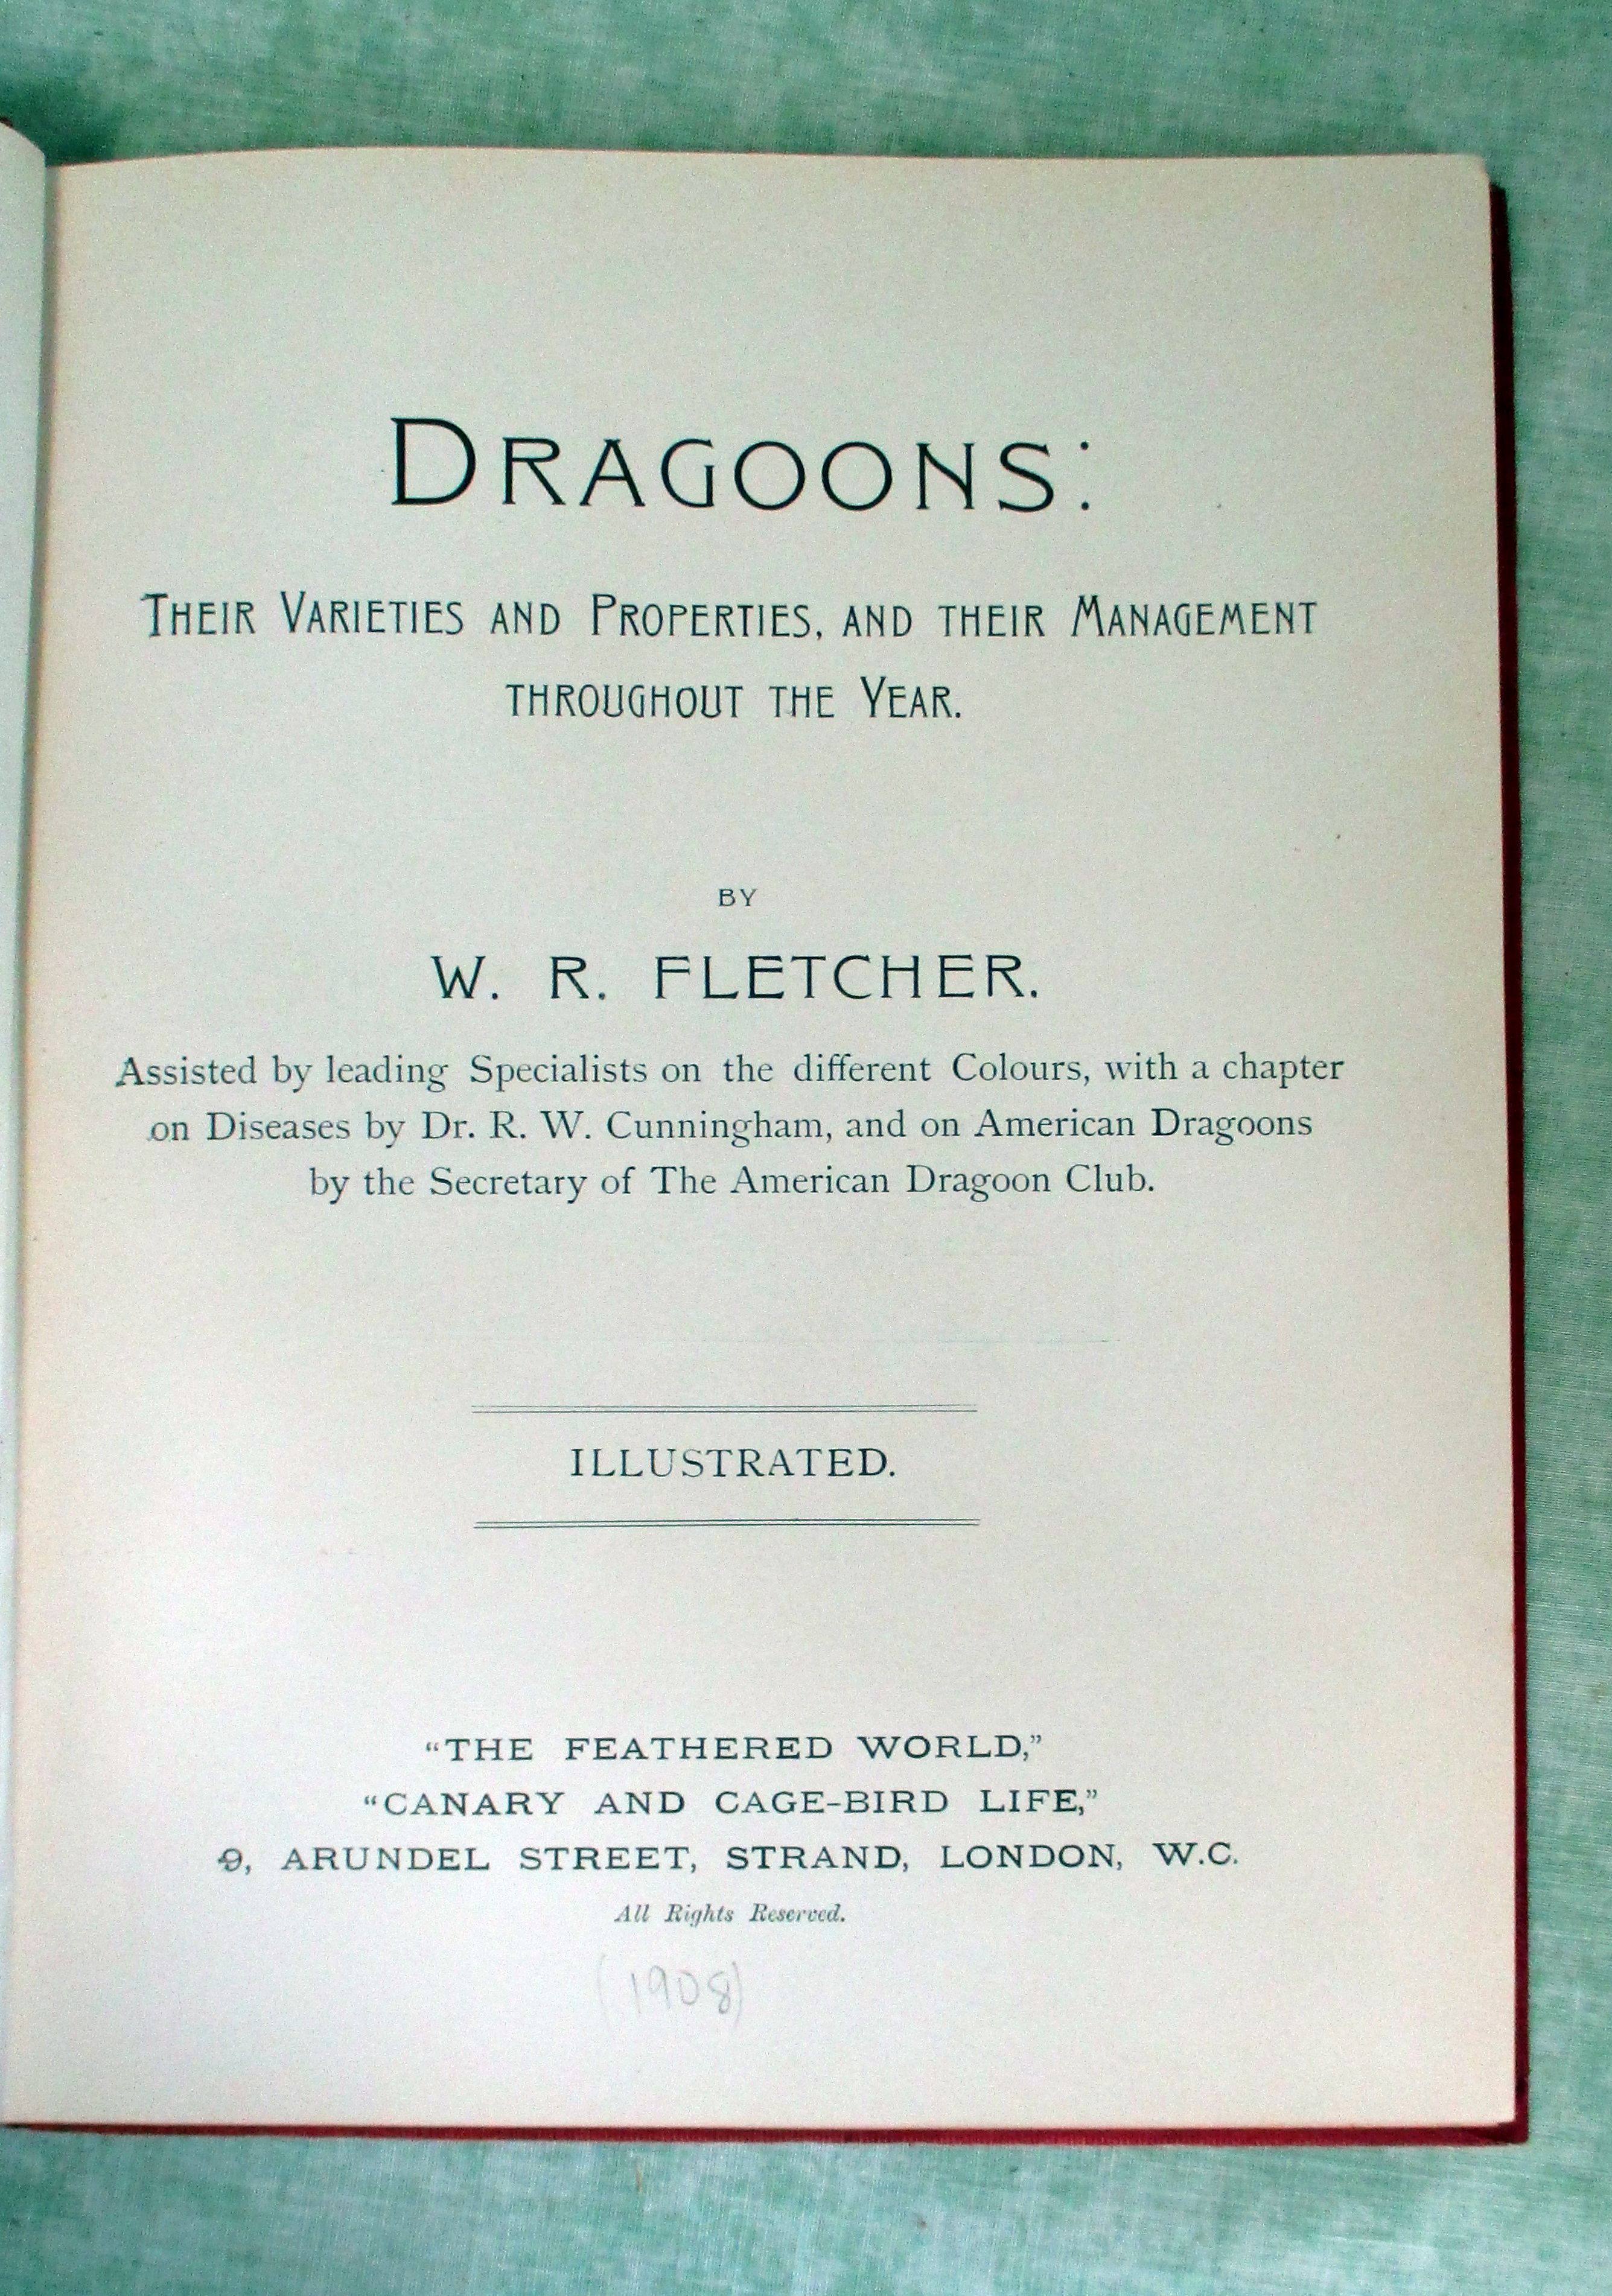 DRAGOONS:
THEIR VARIETIES AND PROPERTIES, AND THEIR MANAGEMENT
THROUGHOUT THE YEAR.
BY
W. R. FLETCHER.
Assisted by leading Specialists on the different Colours, with a chapter
on Diseases by Dr. R. W. Cunningham, and on American Dragoons
by the Secretary of The American Dragoon Club.
ILLUSTRATED.
“THE FEATHERED WORLD,”
“CANARY AND CAGE-BIRD LIFE,”
9, ARUNDEL STREET, STRAND, LONDON, W.C.
All Rights Reserved.
(1908)